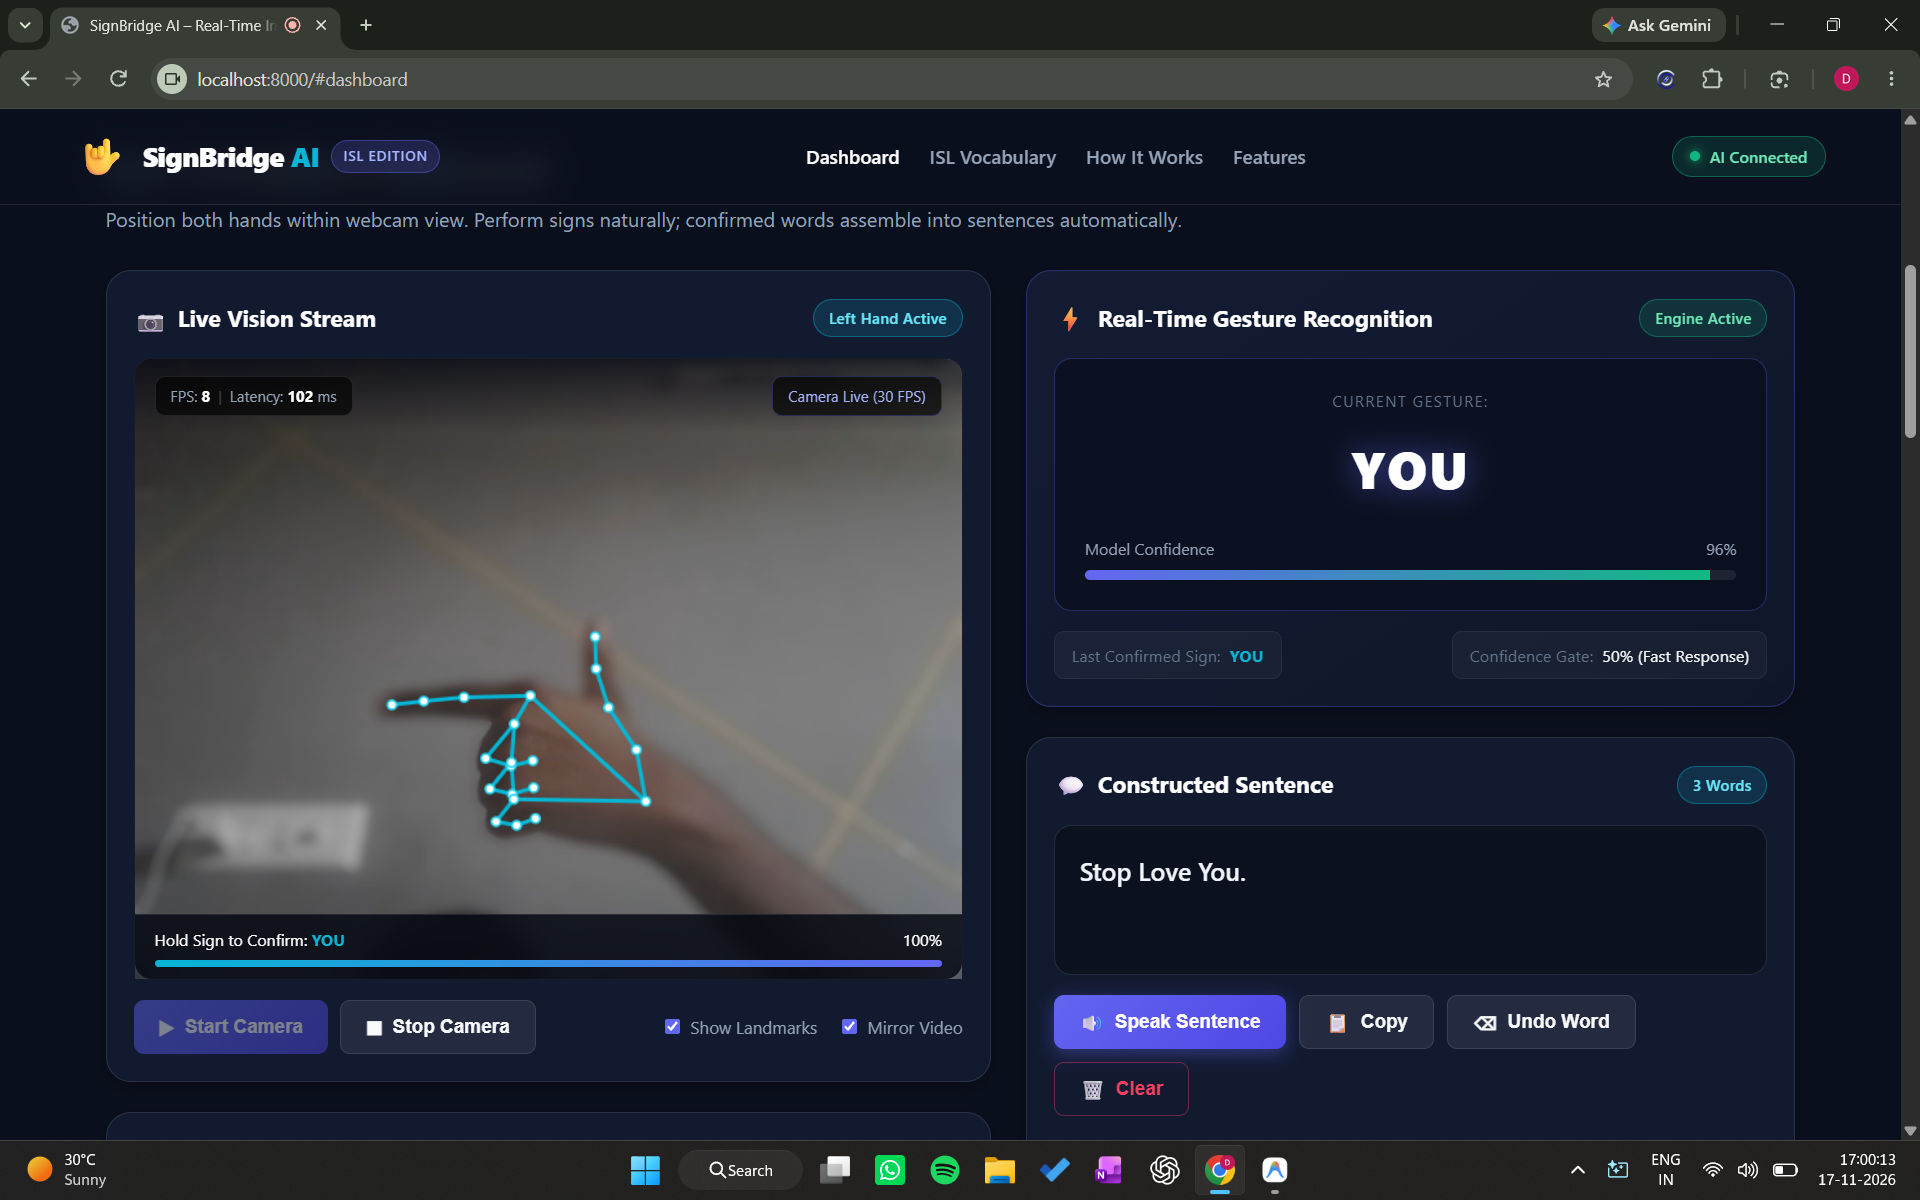 SignBridge AI – Real-Time In
Ask Gemini
localhost:8000/#dashboard
D
SignBridge AI
ISL EDITION
Dashboard
ISL Vocabulary
How It Works
Features
AI Connected
Position both hands within webcam view. Perform signs naturally; confirmed words assemble into sentences automatically.
Live Vision Stream
Left Hand Active
FPS: 8 | Latency: 102 ms
Camera Live (30 FPS)
Hold Sign to Confirm: YOU
100%
Start Camera
Stop Camera
Show Landmarks
Mirror Video
Real-Time Gesture Recognition
Engine Active
CURRENT GESTURE:
YOU
Model Confidence
96%
Last Confirmed Sign: YOU
Confidence Gate: 50% (Fast Response)
Constructed Sentence
3 Words
Stop Love You.
Speak Sentence
Copy
Undo Word
Clear
30°C
Sunny
Search
N
D
ENG
IN
17:00:13
17-11-2026